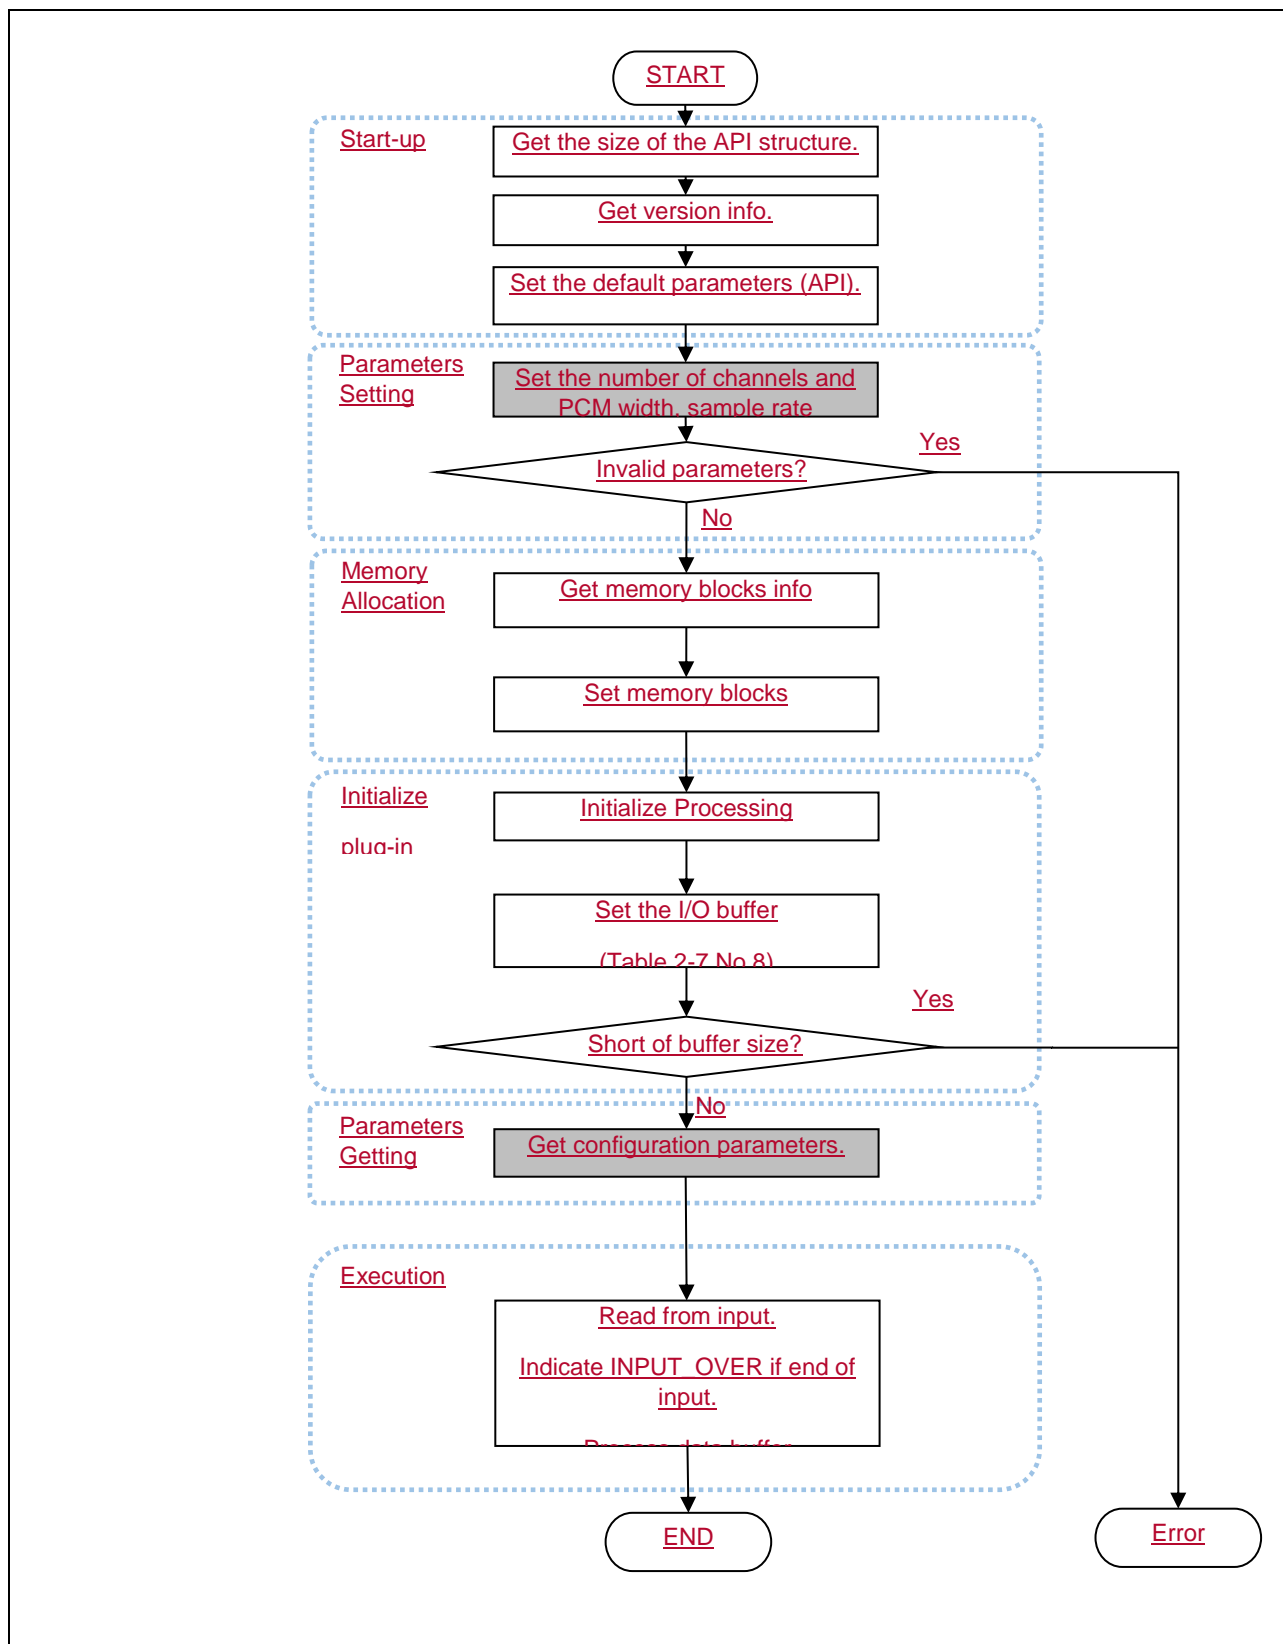 START
Start-up
Get the size of the API structure.
Get version info.
Set the default parameters (API).
Parameters
Setting
Set the number of channels and
PCM width, sample rate
Yes
Invalid parameters?
No
Memory
Allocation
Get memory blocks info
Set memory blocks
Initialize
plug-in
Initialize Processing
Set the I/O buffer
(Table 2-7 No 8)
Yes
Short of buffer size?
No
Parameters
Getting
Get configuration parameters.
Execution
Read from input.
Indicate INPUT_OVER if end of
input.
Process data buffer
END
Error